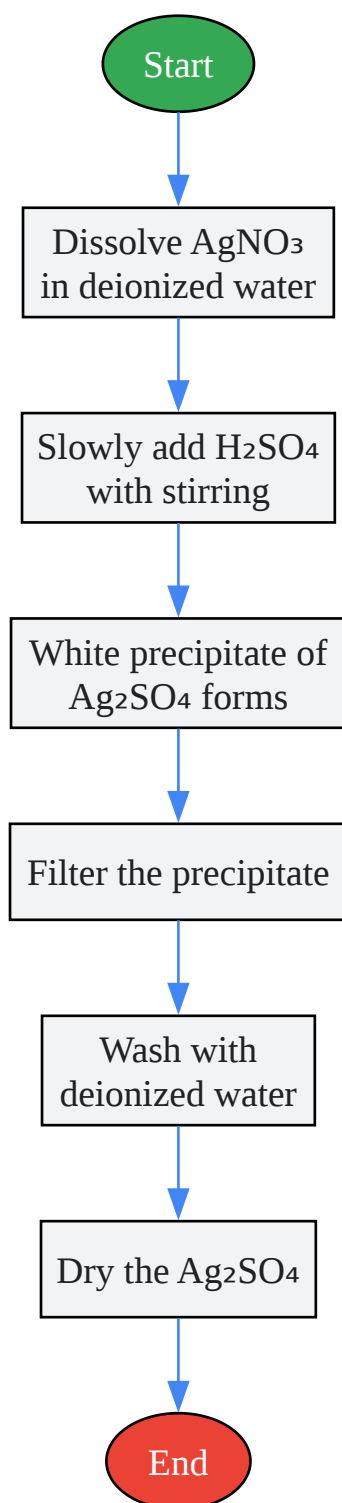 Start
Dissolve AgNO₃
in deionized water
Slowly add H₂SO₄
with stirring
White precipitate of
Ag₂SO₄ forms
Filter the precipitate
Wash with
deionized water
Dry the Ag₂SO₄
End